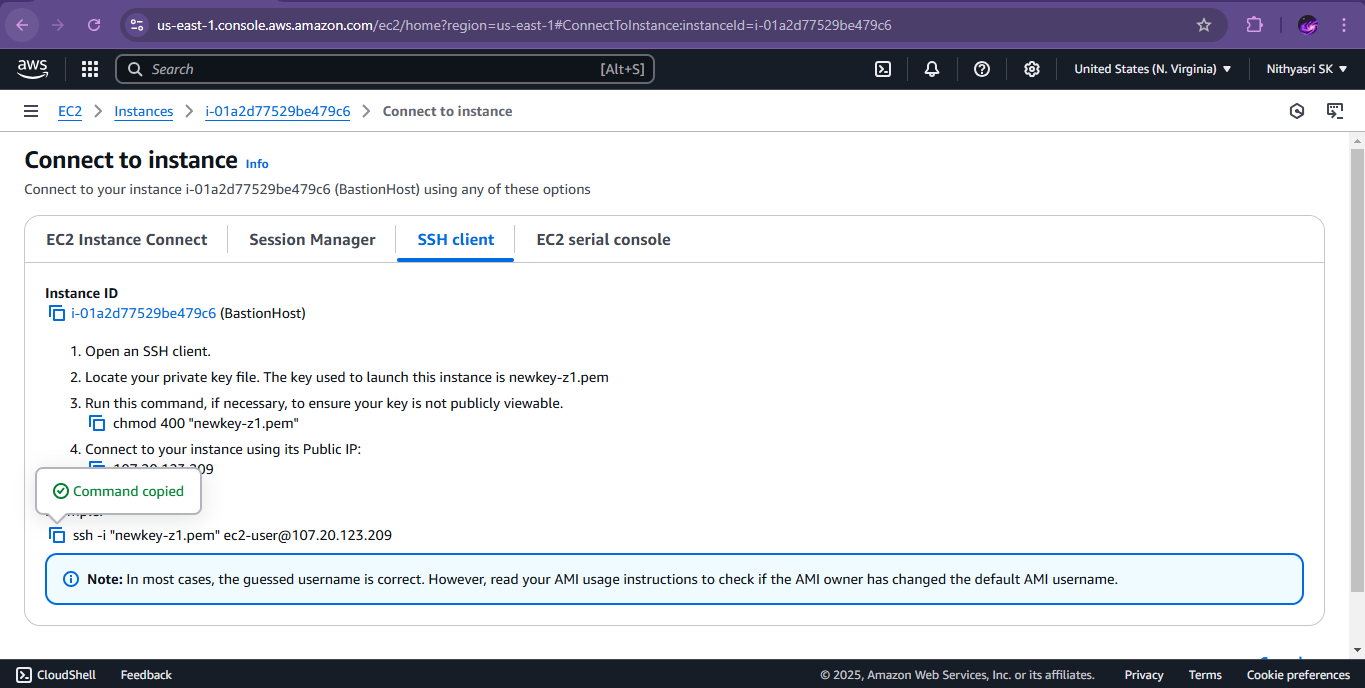 us-east-1.console.aws.amazon.com/ec2/home?region=us-east-1#ConnectToInstance:instanceId=i-01a2d77529be479c6
aws Search [Alt+S] United States (N. Virginia) Nithyasri SK
EC2 Instances i-01a2d77529be479c6 Connect to instance
Connect to instance Info
Connect to your instance i-01a2d77529be479c6 (BastionHost) using any of these options
EC2 Instance Connect Session Manager SSH client EC2 serial console
Instance ID
i-01a2d77529be479c6 (BastionHost)
1. Open an SSH client.
2. Locate your private key file. The key used to launch this instance is newkey-z1.pem
3. Run this command, if necessary, to ensure your key is not publicly viewable.
chmod 400 "newkey-z1.pem"
4. Connect to your instance using its Public IP:
107.20.123.209
Command copied
ssh -i "newkey-z1.pem" ec2-user@107.20.123.209
Note: In most cases, the guessed username is correct. However, read your AMI usage instructions to check if the AMI owner has changed the default AMI username.
CloudShell Feedback © 2025, Amazon Web Services, Inc. or its affiliates. Privacy Terms Cookie preferences